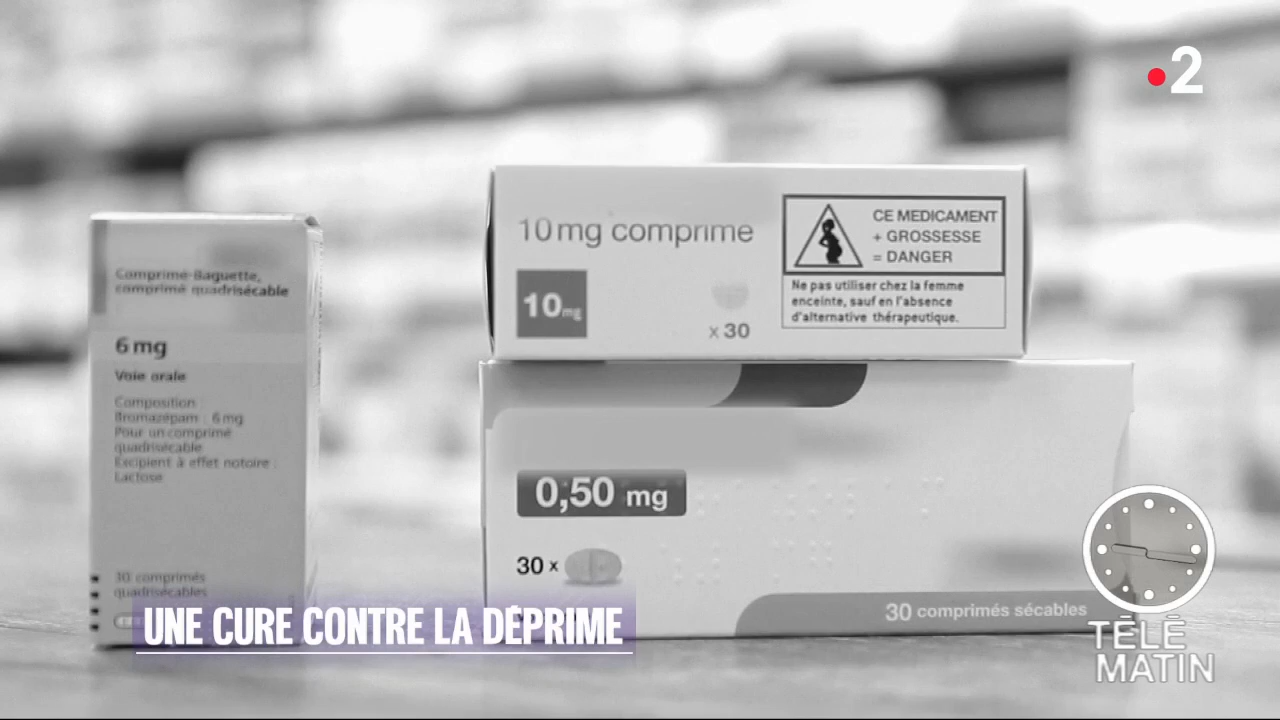 2
10 mg comprime
10 mg
x 30
CE MEDICAMENT
+ GROSSESSE
= DANGER
Ne pas utiliser chez la femme
enceinte, sauf en l'absence
d'alternative thérapeutique.
Comprimé-Baguette,
comprimé quadrisécable
6 mg
Voie orale
Composition :
Bromazépam : 6 mg
Pour un comprimé
quadrisécable
Excipient à effet notoire :
Lactose
30 comprimés
quadrisécables
0,50 mg
30 x
30 comprimés sécables
UNE CURE CONTRE LA DÉPRIME
TÉLÉ
MATIN